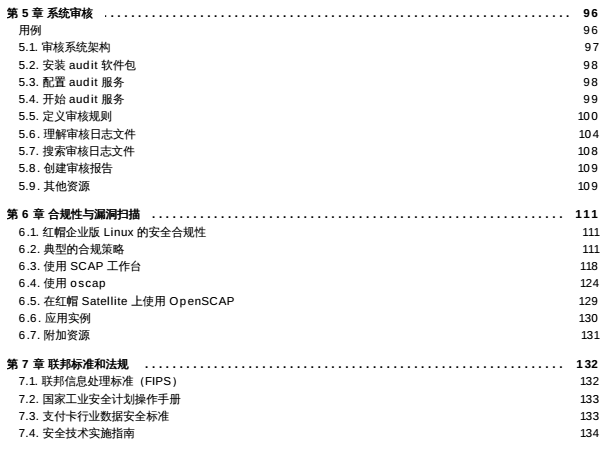 第 5 章 系统审核 . . . . . . . . . . . . . . . . . . . . . . . . . . . . . . . . . . . . . . . . . . . . . . . . . . . . . . . . . . . . . . . 96
用例 96
5.1. 审核系统架构 97
5.2. 安装 audit 软件包 98
5.3. 配置 audit 服务 98
5.4. 开始 audit 服务 99
5.5. 定义审核规则 100
5.6. 理解审核日志文件 104
5.7. 搜索审核日志文件 108
5.8. 创建审核报告 109
5.9. 其他资源 109
第 6 章 合规性与漏洞扫描 . . . . . . . . . . . . . . . . . . . . . . . . . . . . . . . . . . . . . . . . . . . . . . . . . . . . . . . . 111
6.1. 红帽企业版 Linux 的安全合规性 111
6.2. 典型的合规策略 111
6.3. 使用 SCAP 工作台 118
6.4. 使用 oscap 124
6.5. 在红帽 Satellite 上使用 OpenSCAP 129
6.6. 应用实例 130
6.7. 附加资源 131
第 7 章 联邦标准和法规 . . . . . . . . . . . . . . . . . . . . . . . . . . . . . . . . . . . . . . . . . . . . . . . . . . . . . . . . . 132
7.1. 联邦信息处理标准（FIPS） 132
7.2. 国家工业安全计划操作手册 133
7.3. 支付卡行业数据安全标准 133
7.4. 安全技术实施指南 134